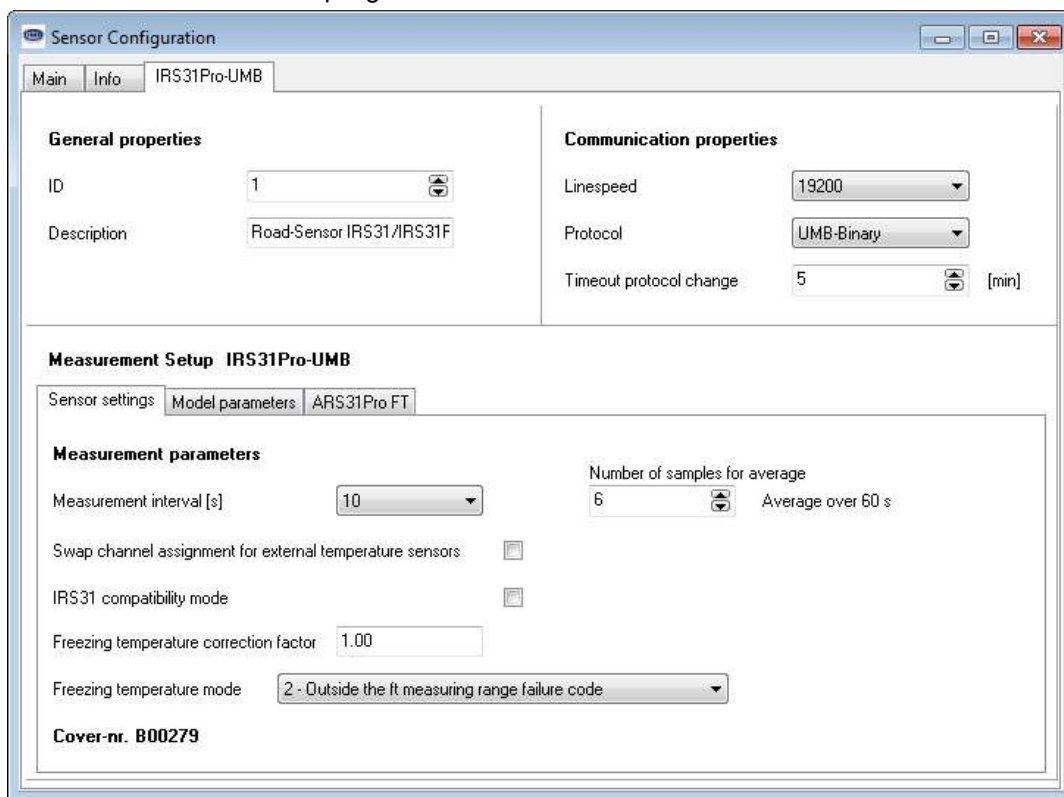 Sensor Configuration
Main Info IRS31Pro-UMB
General properties
ID 1
Description Road-Sensor IRS31/IRS31F
Communication properties
Linespeed 19200
Protocol UMB-Binary
Timeout protocol change 5 [min]
Measurement Setup IRS31Pro-UMB
Sensor settings Model parameters ARS31Pro FT
Measurement parameters
Number of samples for average
Measurement interval [s] 10 6 Average over 60 s
Swap channel assignment for external temperature sensors
IRS31 compatibility mode
Freezing temperature correction factor 1.00
Freezing temperature mode 2 - Outside the ft measuring range failure code
Cover-nr. B00279